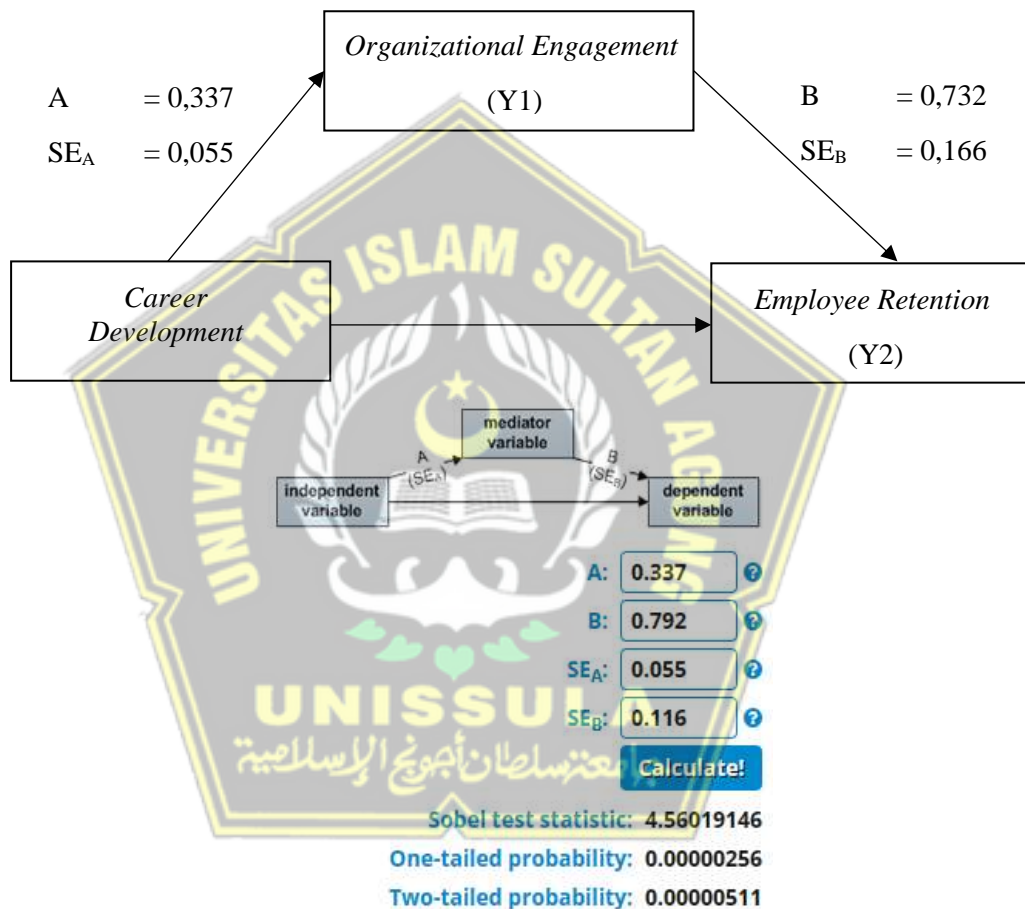 Organizational Engagement
(Y1)
A = 0,337
SEA = 0,055
B = 0,732
SEB = 0,166
Career
Development
Employee Retention
(Y2)
UNIVERSITAS ISLAM SULTAN AGUNG
mediator
variable
A
(SEA)
B
(SEB)
independent
variable
dependent
variable
A: 0.337
B: 0.792
SEA: 0.055
SEB: 0.116
UNISSULA
جامعة سلطان أجونج الإسلامية
Calculate!
Sobel test statistic: 4.56019146
One-tailed probability: 0.00000256
Two-tailed probability: 0.00000511